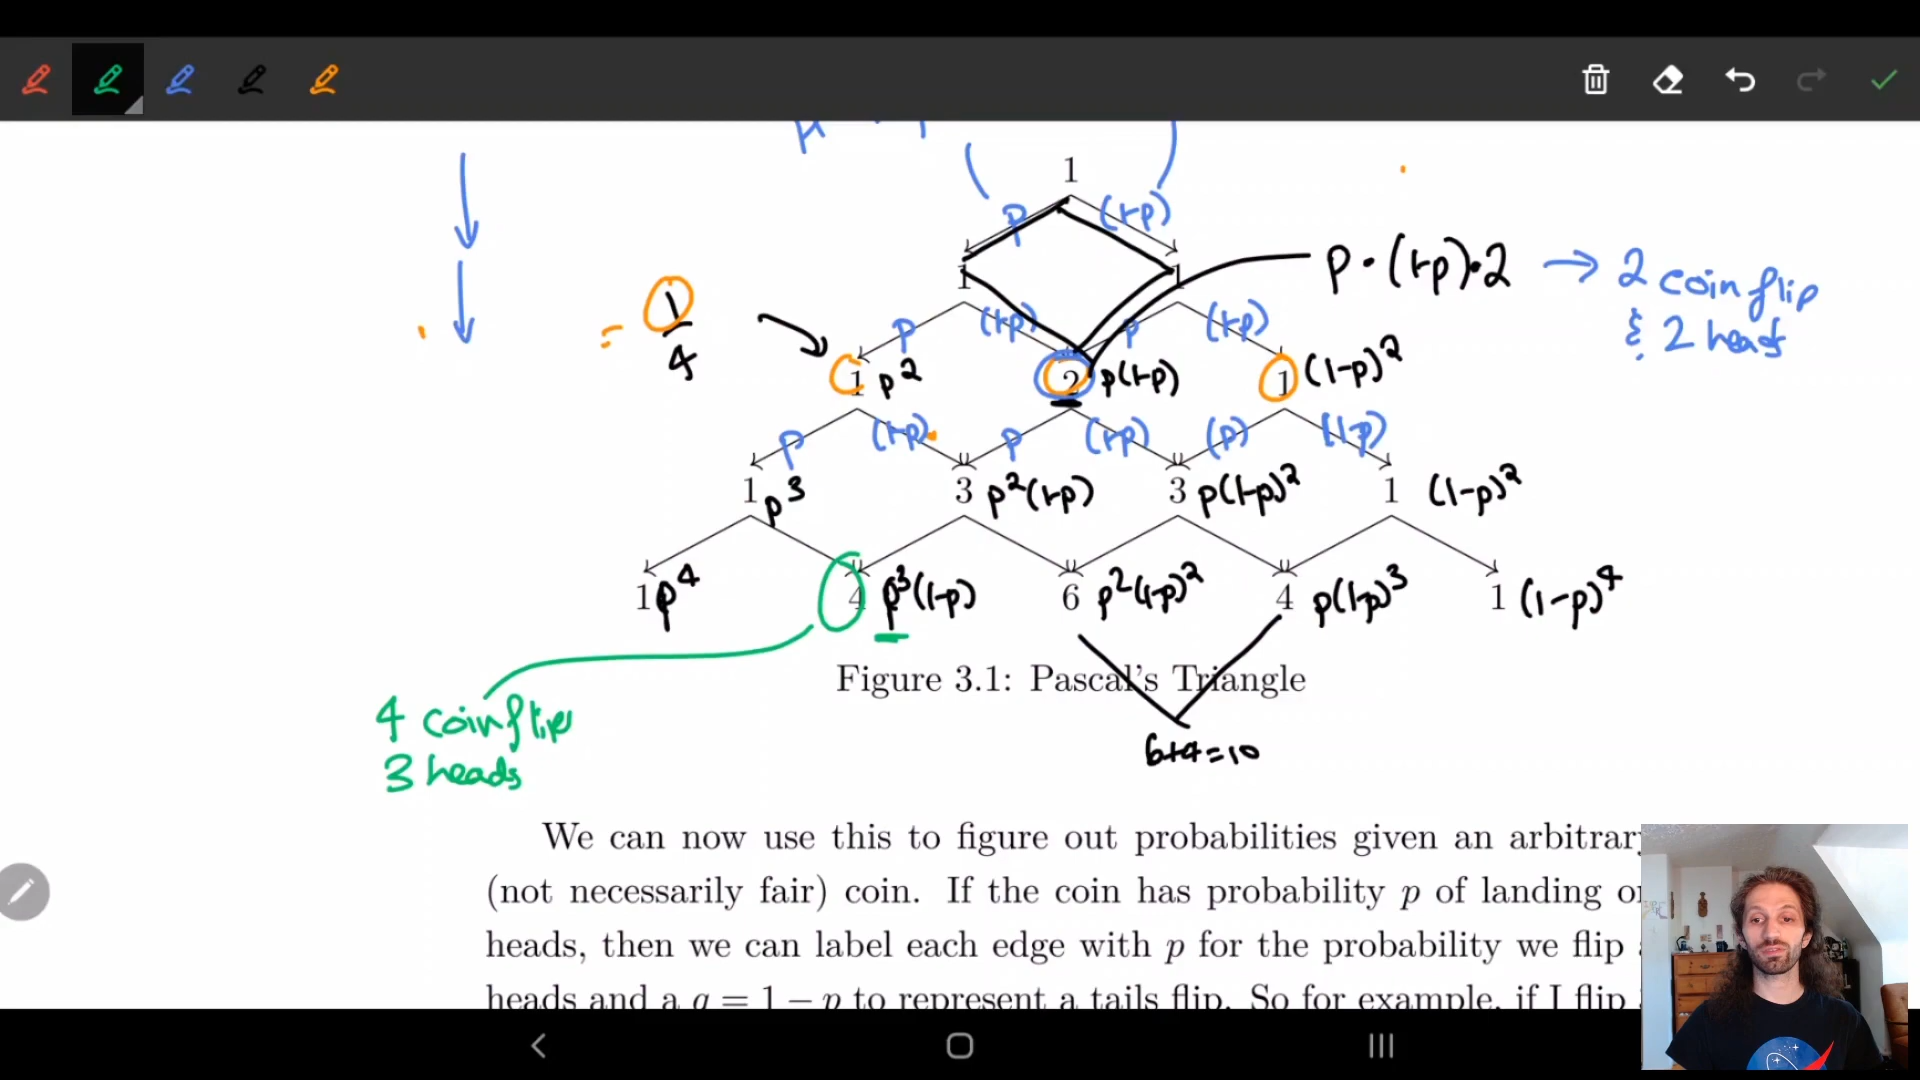 1
p (1-p)
1 1
p · (1-p) · 2 → 2 coin flip
& 2 heads
= 1/4
p (1-p) p (1-p)
1 p² 2 p(1-p) 1 (1-p)²
p (1-p) p (1-p) (p) (1-p)
1 p³ 3 p²(1-p) 3 p(1-p)² 1 (1-p)²
1 p⁴ 4 p³(1-p) 6 p²(1-p)² 4 p(1-p)³ 1 (1-p)⁴
Figure 3.1: Pascal's Triangle
4 coin flips
3 heads
6+4=10
We can now use this to figure out probabilities given an arbitrary
(not necessarily fair) coin. If the coin has probability p of landing on
heads, then we can label each edge with p for the probability we flip
heads and a q = 1 − p to represent a tails flip. So for example, if I flip